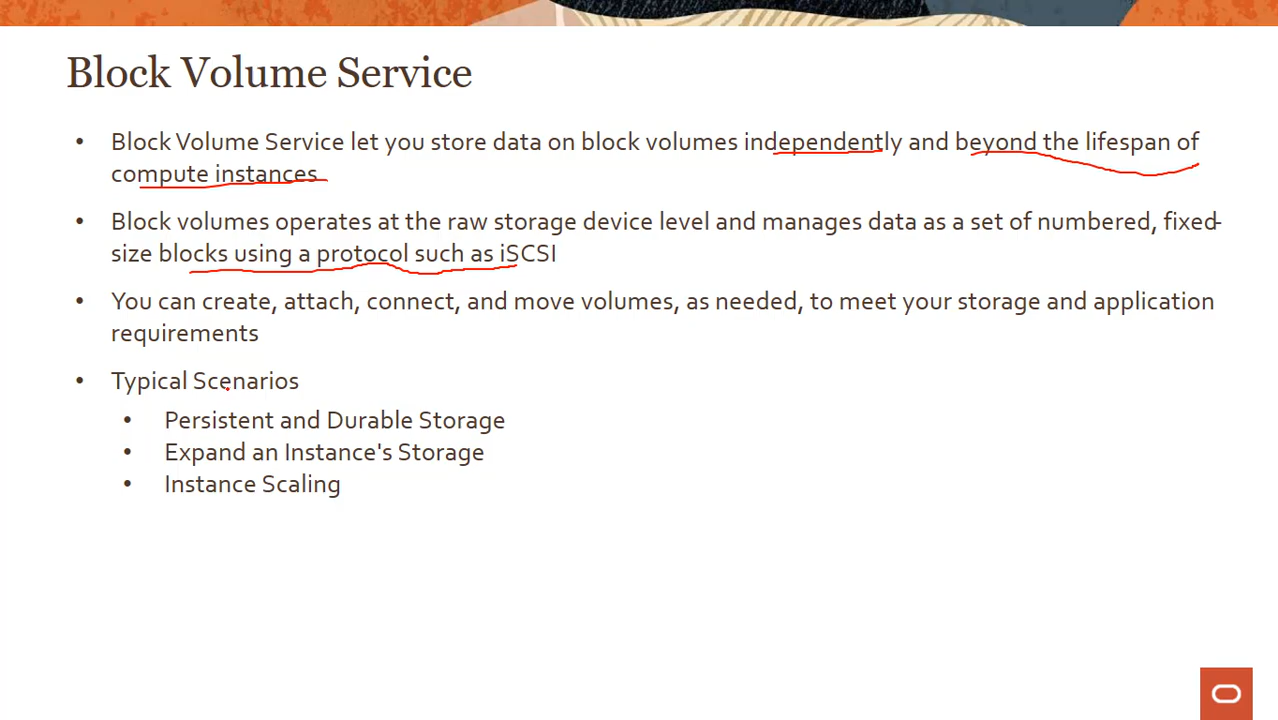 Block Volume Service
• Block Volume Service let you store data on block volumes independently and beyond the lifespan of
compute instances
• Block volumes operates at the raw storage device level and manages data as a set of numbered, fixed-
size blocks using a protocol such as iSCSI
• You can create, attach, connect, and move volumes, as needed, to meet your storage and application
requirements
• Typical Scenarios
• Persistent and Durable Storage
• Expand an Instance's Storage
• Instance Scaling